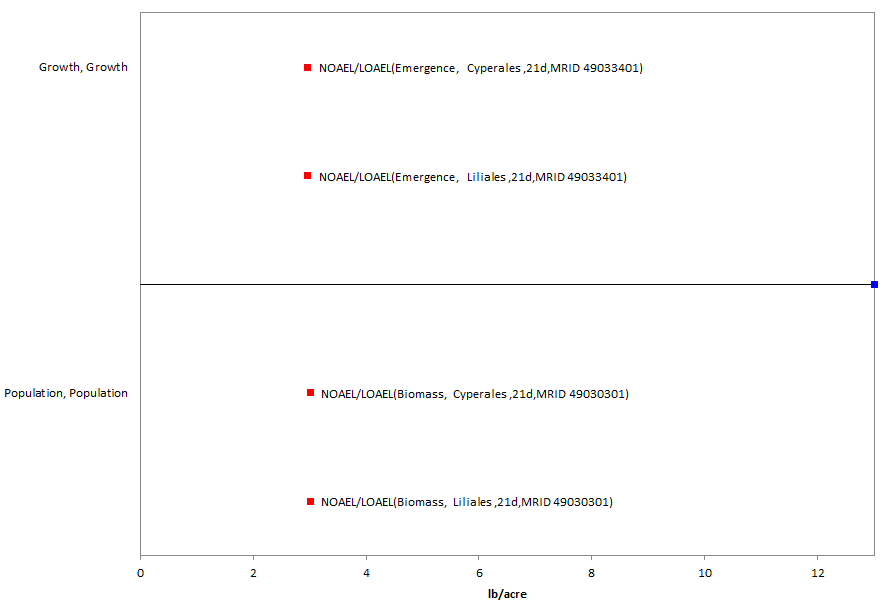 Growth, Growth
NOAEL/LOAEL(Emergence, Cyperales ,21d,MRID 49033401)
NOAEL/LOAEL(Emergence, Liliales ,21d,MRID 49033401)
Population, Population
NOAEL/LOAEL(Biomass, Cyperales ,21d,MRID 49030301)
NOAEL/LOAEL(Biomass, Liliales ,21d,MRID 49030301)
0 2 4 6 8 10 12
lb/acre